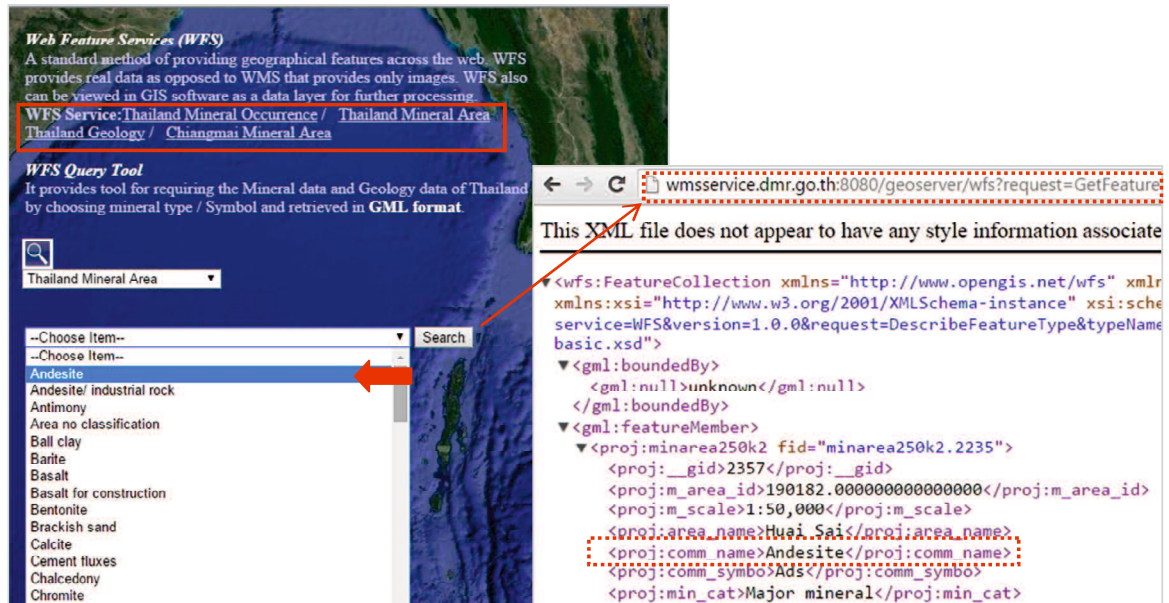 Web Feature Services (WFS)
A standard method of providing geographical features across the web. WFS
provides real data as opposed to WMS that provides only images. WFS also
can be viewed in GIS software as a data layer for further processing.
WFS Service:Thailand Mineral Occurrence / Thailand Mineral Area
Thailand Geology / Chiangmai Mineral Area
WFS Query Tool
It provides tool for requiring the Mineral data and Geology data of Thailand
by choosing mineral type / Symbol and retrieved in GML format.
Thailand Mineral Area
--Choose Item--
Search
--Choose Item--
Andesite
Andesite/ industrial rock
Antimony
Area no classification
Ball clay
Barite
Basalt
Basalt for construction
Bentonite
Brackish sand
Calcite
Cement fluxes
Chalcedony
Chromite
wmsservice.dmr.go.th:8080/geoserver/wfs?request=GetFeature
This XML file does not appear to have any style information associate
<wfs:FeatureCollection xmlns="http://www.opengis.net/wfs" xmlr
xmlns:xsi="http://www.w3.org/2001/XMLSchema-instance" xsi:sche
service=WFS&version=1.0.0&request=DescribeFeatureType&typeName
basic.xsd">
<gml:boundedBy>
<gml:null>unknown</gml:null>
</gml:boundedBy>
<gml:featureMember>
<proj:minarea250k2 fid="minarea250k2.2235">
<proj:__gid>2357</proj:__gid>
<proj:m_area_id>190182.000000000000000</proj:m_area_id>
<proj:m_scale>1:50,000</proj:m_scale>
<proj:area_name>Huai Sai</proj:area_name>
<proj:comm_name>Andesite</proj:comm_name>
<proj:comm_symbo>Ads</proj:comm_symbo>
<proj:min_cat>Major mineral</proj:min_cat>